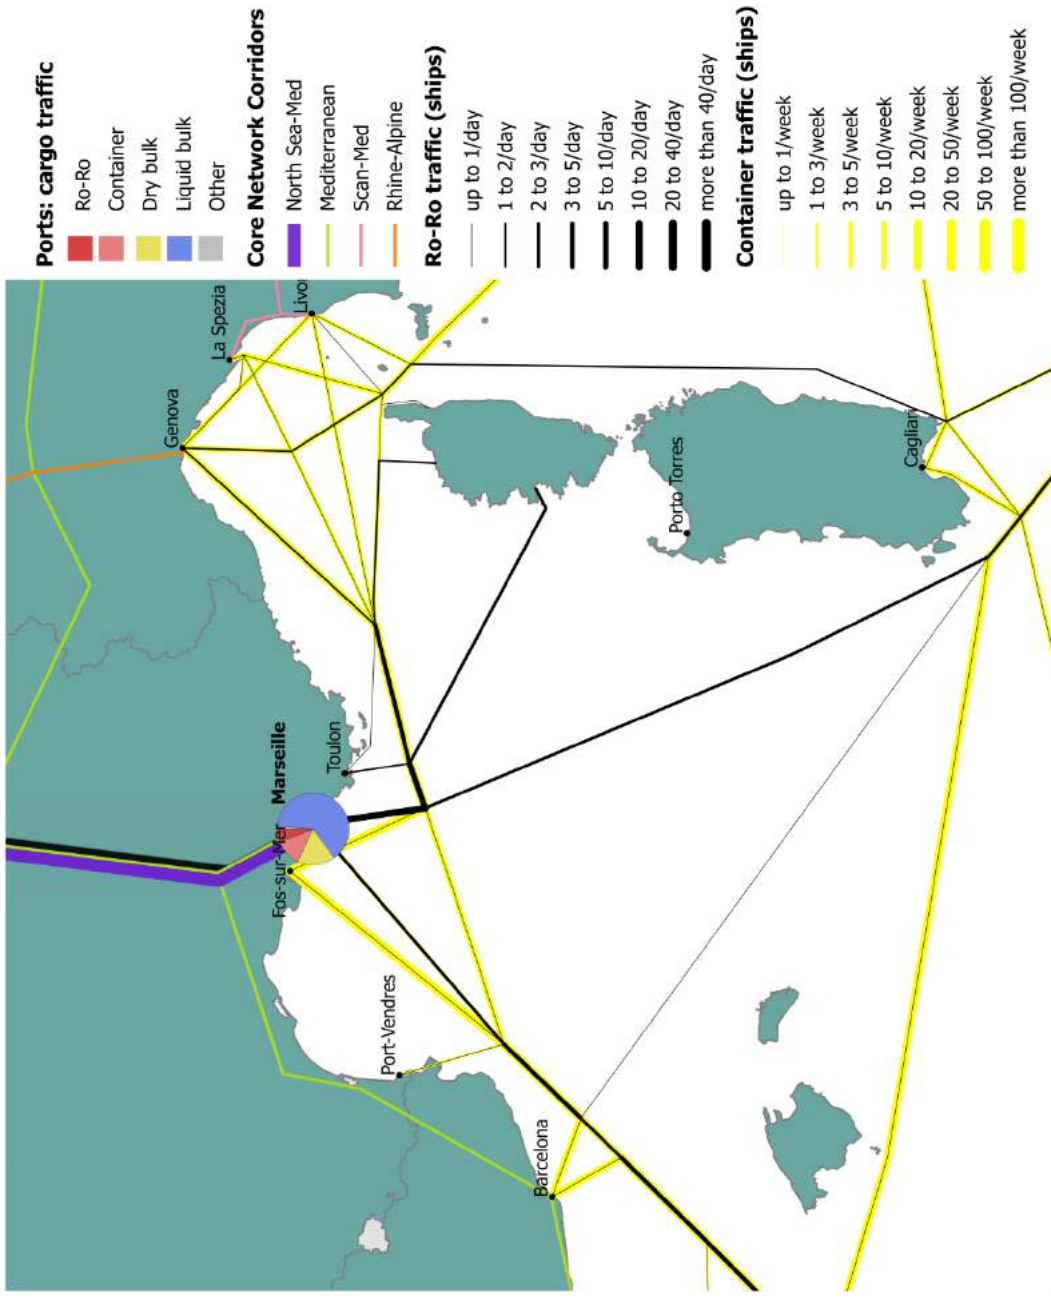 Ports: cargo traffic
Ro-Ro
Container
Dry bulk
Liquid bulk
Other
Core Network Corridors
North Sea-Med
Mediterranean
Scan-Med
Rhine-Alpine
Ro-Ro traffic (ships)
up to 1/day
1 to 2/day
2 to 3/day
3 to 5/day
5 to 10/day
10 to 20/day
20 to 40/day
more than 40/day
Container traffic (ships)
up to 1/week
1 to 3/week
3 to 5/week
5 to 10/week
10 to 20/week
20 to 50/week
50 to 100/week
more than 100/week
Genova
La Spezia
Livo
Marseille
Fos-sur-Mer
Toulon
Port-Vendres
Barcelona
Porto Torres
Cagliari